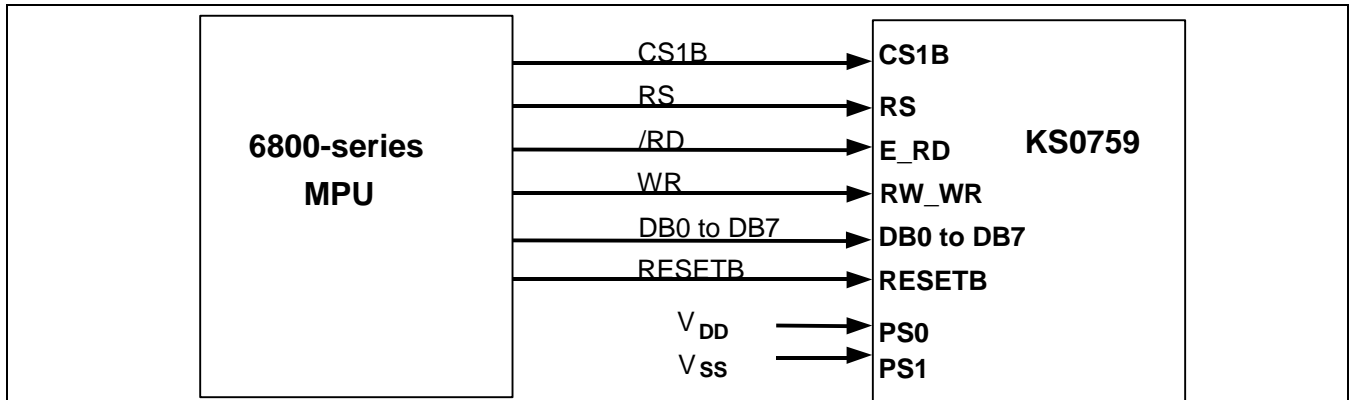 6800-series
MPU
CS1B
RS
/RD
WR
DB0 to DB7
RESETB
VDD
VSS
CS1B
RS
E_RD
RW_WR
DB0 to DB7
RESETB
PS0
PS1
KS0759